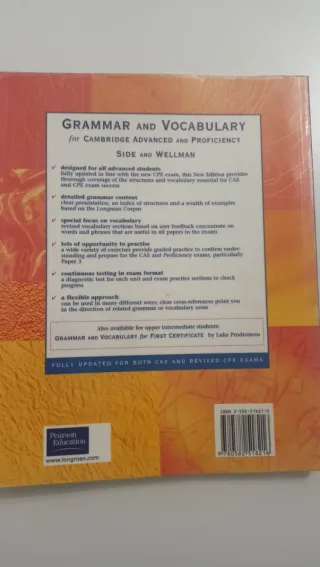 GRAMMAR AND VOCABULARY
for CAMBRIDGE ADVANCED AND PROFICIENCY
SIDE AND WELLMAN
✓ designed for all advanced students
fully updated in line with the new CPE exam, this New Edition provides
thorough coverage of the structures and vocabulary essential for CAE
and CPE exam success
✓ detailed grammar content
clear presentation, an index of structures and a wealth of examples
based on the Longman Corpus
✓ special focus on vocabulary
revised vocabulary sections based on user feedback concentrate on
words and phrases that are useful in all papers in the exams
✓ lots of opportunity to practise
a wide variety of exercises provide guided practice to confirm under-
standing and prepare for the CAE and Proficiency exams, particularly
Paper 3
✓ continuous testing in exam format
a diagnostic test for each unit and exam practice sections to check
progress
✓ a flexible approach
can be used in many different ways; clear cross-references point you
in the direction of related grammar or vocabulary areas
Also available for upper intermediate students:
GRAMMAR AND VOCABULARY for FIRST CERTIFICATE by Luke Prodromou
FULLY UPDATED FOR BOTH CAE AND REVISED CPE EXAMS
Pearson
Education
www.longman.com
ISBN 0-582-51821-0